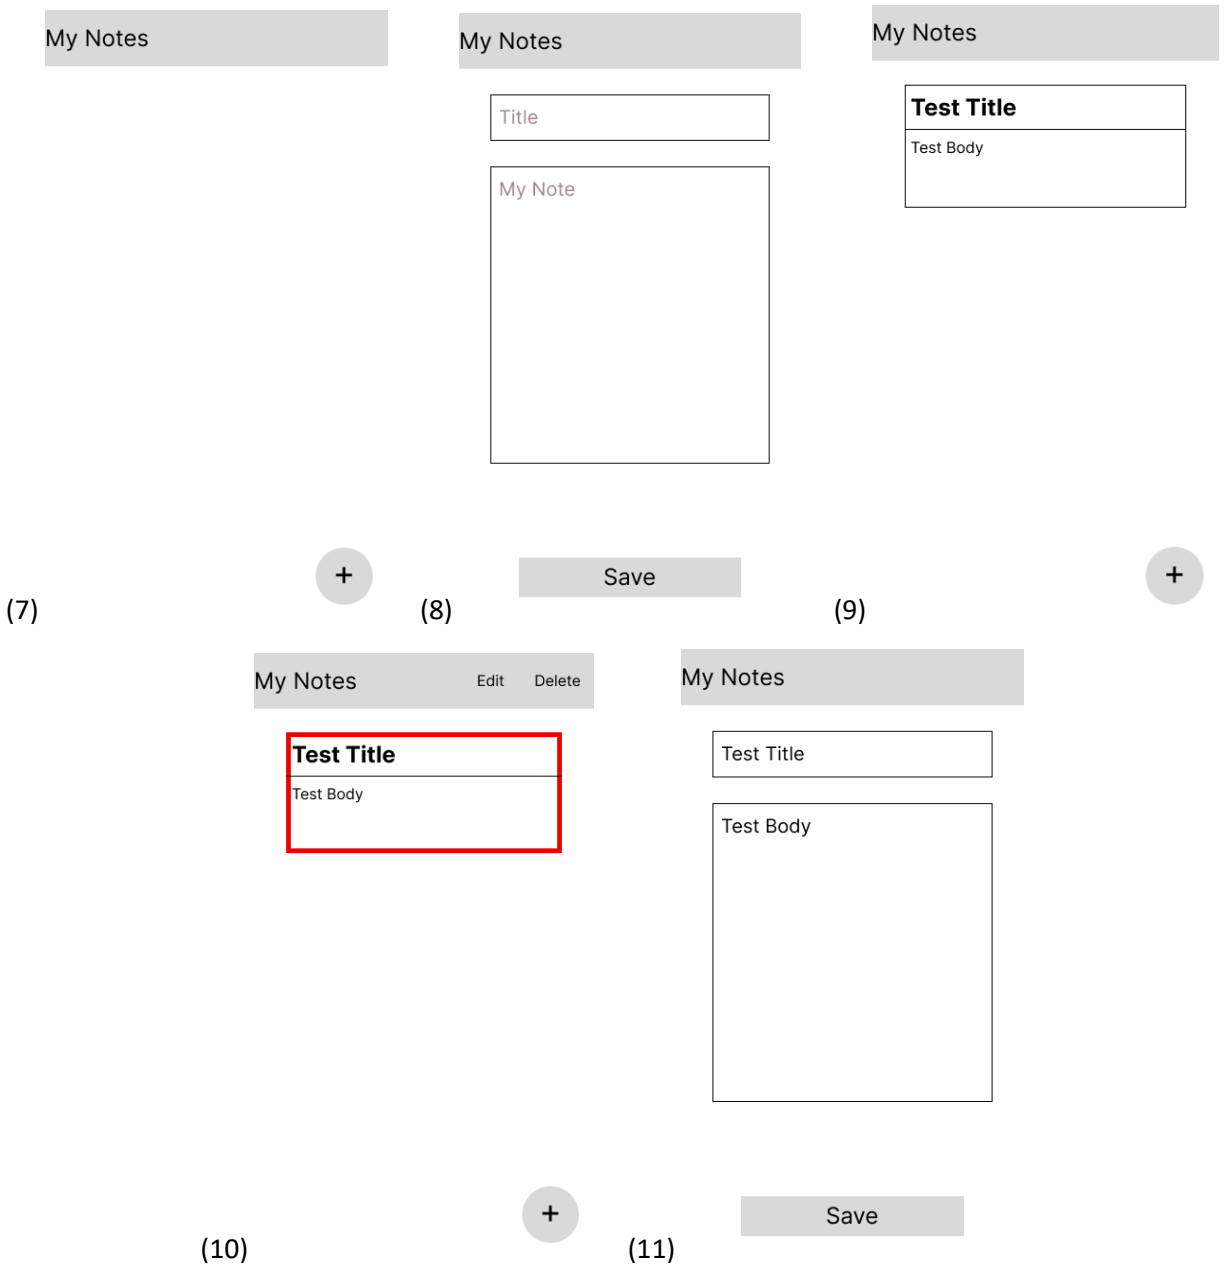 My Notes
+
(7)
My Notes
Title
My Note
Save
(8)
My Notes
Test Title
Test Body
+
(9)
My Notes Edit Delete
Test Title
Test Body
+
(10)
My Notes
Test Title
Test Body
Save
(11)